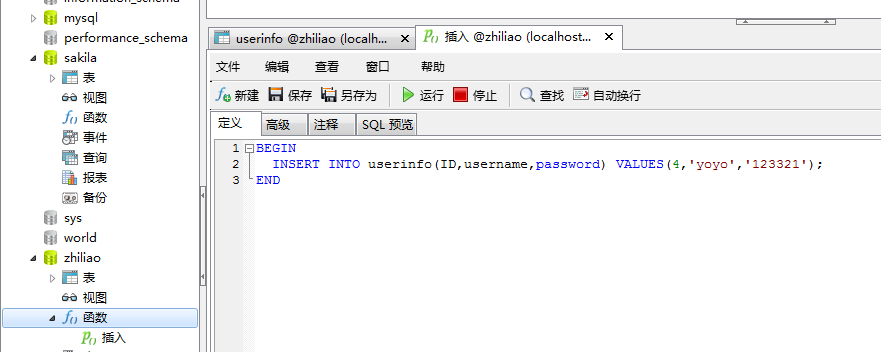 mysql
performance_schema
sakila
表
视图
函数
事件
查询
报表
备份
sys
world
zhiliao
表
视图
函数
插入
userinfo @zhiliao (localh...
插入 @zhiliao (localhost...
文件 编辑 查看 窗口 帮助
新建 保存 另存为 运行 停止 查找 自动换行
定义 高级 注释 SQL 预览
1 BEGIN
2 INSERT INTO userinfo(ID,username,password) VALUES(4,'yoyo','123321');
3 END